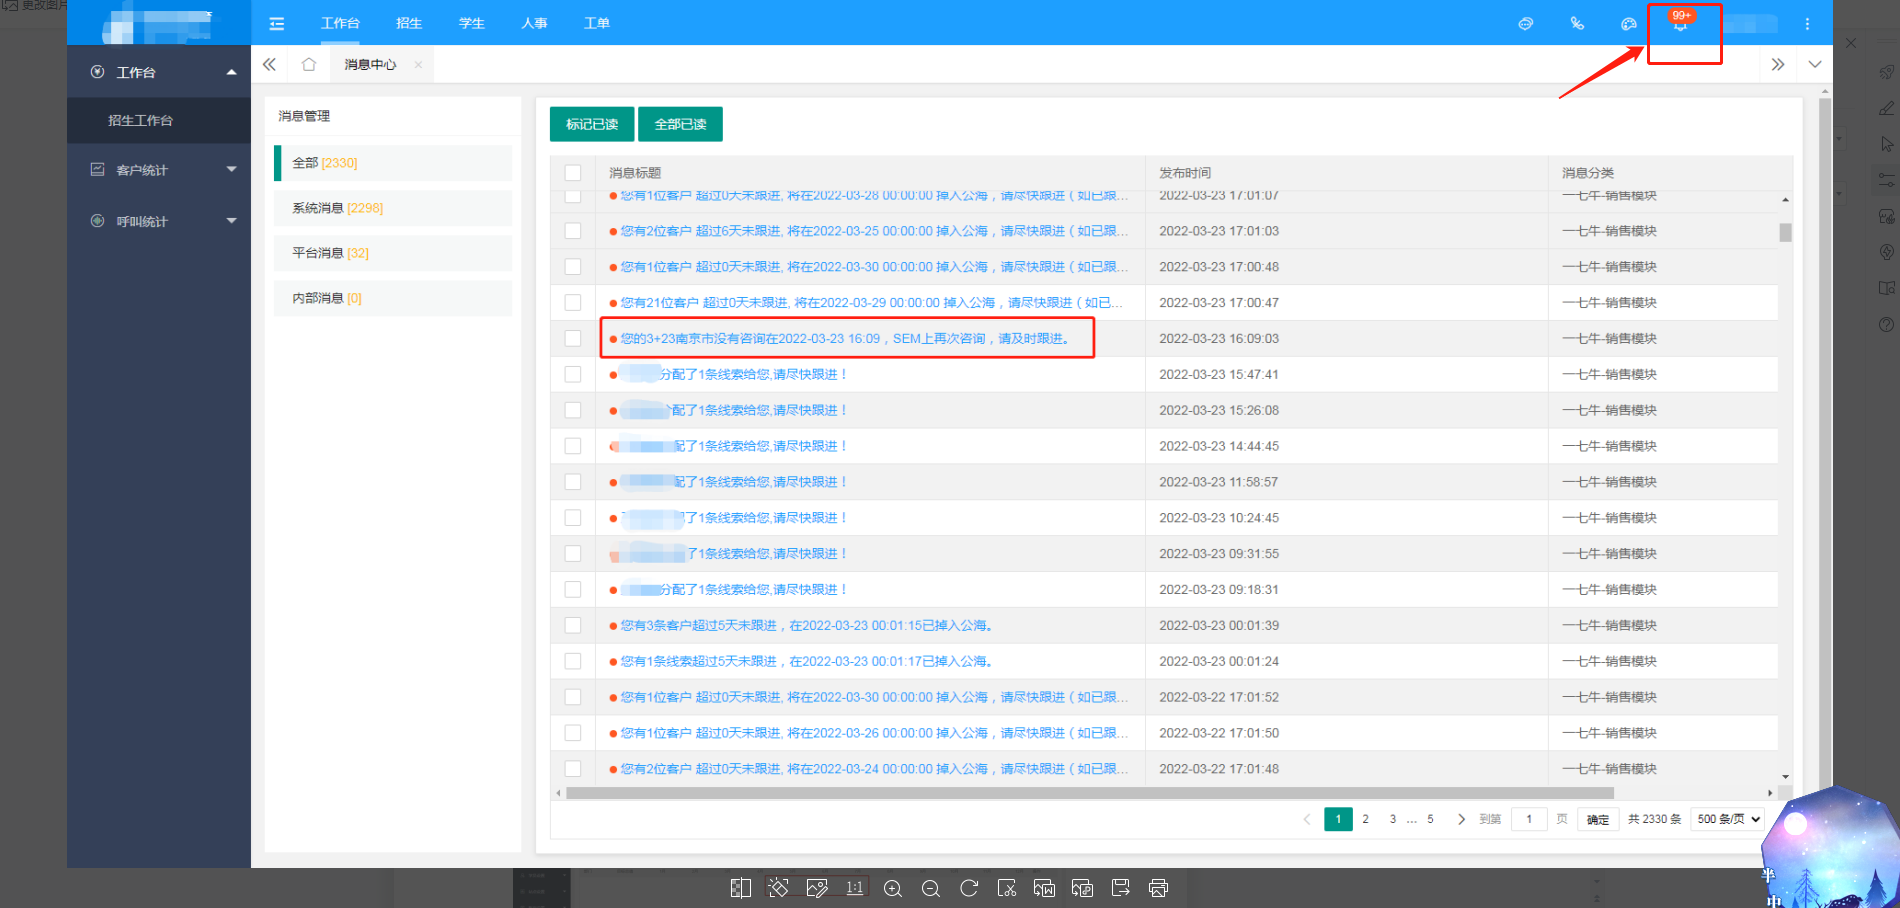 更改图片
工作台 招生 学生 人事 工单 99+
工作台
招生工作台
客户统计
呼叫统计
消息中心
消息管理
全部 [2330]
系统消息 [2298]
平台消息 [32]
内部消息 [0]
标记已读 全部已读
消息标题 发布时间 消息分类
您有1位客户 超过0天未跟进, 将在2022-03-28 00:00:00 掉入公海，请尽快跟进（如已跟... 2022-03-23 17:01:07 一七牛-销售模块
您有2位客户 超过6天未跟进, 将在2022-03-25 00:00:00 掉入公海，请尽快跟进（如已跟... 2022-03-23 17:01:03 一七牛-销售模块
您有1位客户 超过0天未跟进, 将在2022-03-30 00:00:00 掉入公海，请尽快跟进（如已跟... 2022-03-23 17:00:48 一七牛-销售模块
您有21位客户 超过0天未跟进, 将在2022-03-29 00:00:00 掉入公海，请尽快跟进（如已... 2022-03-23 17:00:47 一七牛-销售模块
您的3+23南京市没有咨询在2022-03-23 16:09，SEM上再次咨询，请及时跟进。 2022-03-23 16:09:03 一七牛-销售模块
分配了1条线索给您,请尽快跟进！ 2022-03-23 15:47:41 一七牛-销售模块
配了1条线索给您,请尽快跟进！ 2022-03-23 15:26:08 一七牛-销售模块
配了1条线索给您,请尽快跟进！ 2022-03-23 14:44:45 一七牛-销售模块
配了1条线索给您,请尽快跟进！ 2022-03-23 11:58:57 一七牛-销售模块
了1条线索给您,请尽快跟进！ 2022-03-23 10:24:45 一七牛-销售模块
了1条线索给您,请尽快跟进！ 2022-03-23 09:31:55 一七牛-销售模块
分配了1条线索给您,请尽快跟进！ 2022-03-23 09:18:31 一七牛-销售模块
您有3条客户超过5天未跟进，在2022-03-23 00:01:15已掉入公海。 2022-03-23 00:01:39 一七牛-销售模块
您有1条线索超过5天未跟进，在2022-03-23 00:01:17已掉入公海。 2022-03-23 00:01:24 一七牛-销售模块
您有1位客户 超过0天未跟进, 将在2022-03-30 00:00:00 掉入公海，请尽快跟进（如已跟... 2022-03-22 17:01:52 一七牛-销售模块
您有1位客户 超过0天未跟进, 将在2022-03-26 00:00:00 掉入公海，请尽快跟进（如已跟... 2022-03-22 17:01:50 一七牛-销售模块
您有2位客户 超过0天未跟进, 将在2022-03-24 00:00:00 掉入公海，请尽快跟进（如已跟... 2022-03-22 17:01:48 一七牛-销售模块
1 2 3 ... 5 到第 1 页 确定 共 2330 条 500 条/页
半
中
1:1